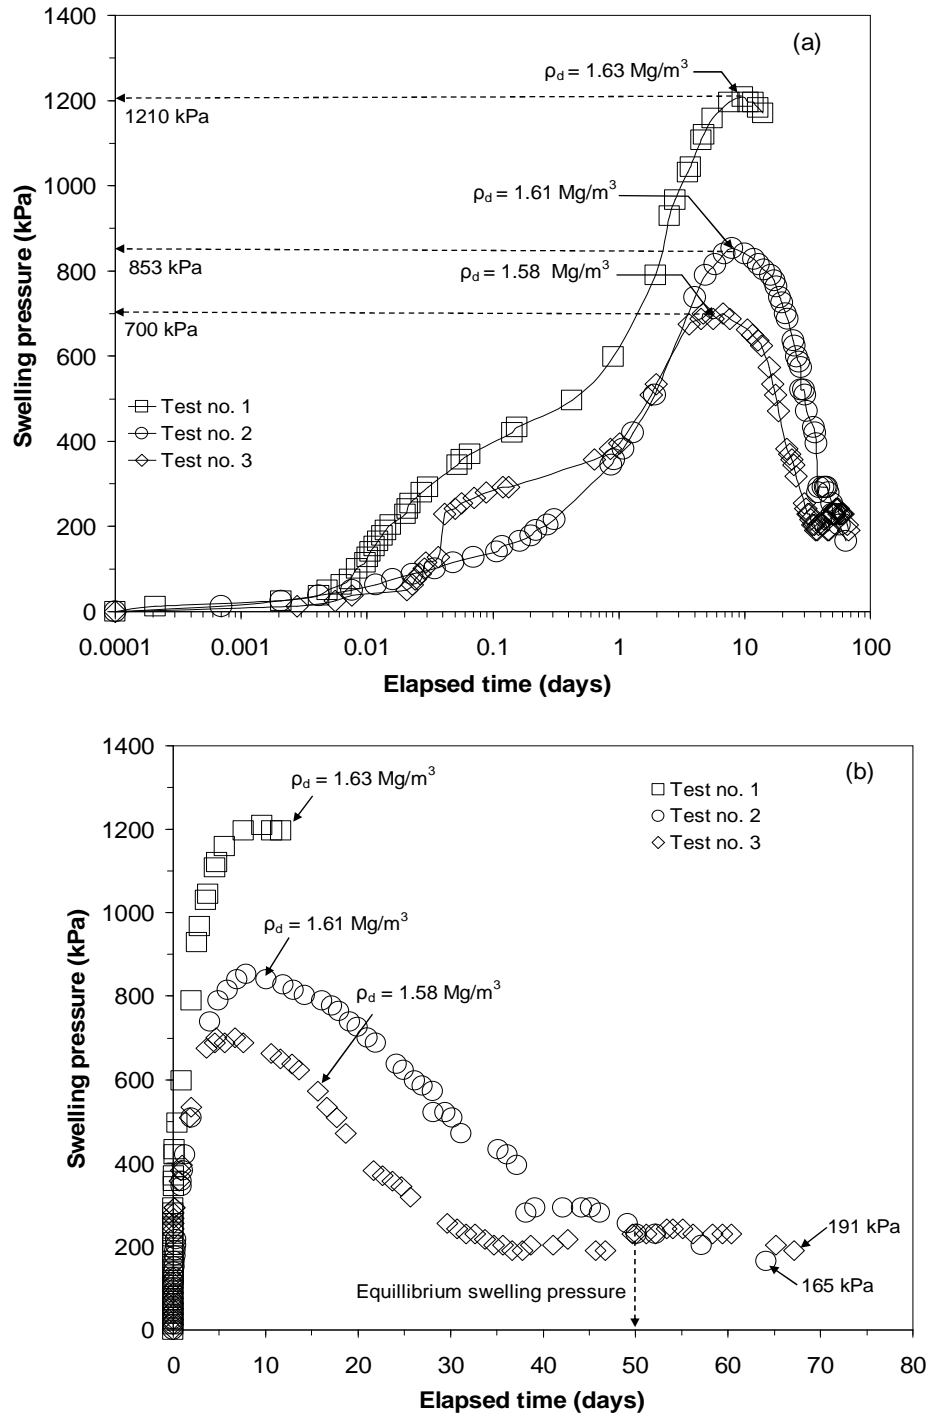 (a)
1400
1200
1000
800
600
400
200
0
Swelling pressure (kPa)
ρd = 1.63 Mg/m³
1210 kPa
ρd = 1.61 Mg/m³
853 kPa
ρd = 1.58 Mg/m³
700 kPa
Test no. 1
Test no. 2
Test no. 3
0.0001 0.001 0.01 0.1 1 10 100
Elapsed time (days)
(b)
1400
1200
1000
800
600
400
200
0
Swelling pressure (kPa)
ρd = 1.63 Mg/m³
Test no. 1
Test no. 2
Test no. 3
ρd = 1.61 Mg/m³
ρd = 1.58 Mg/m³
191 kPa
165 kPa
Equillibrium swelling pressure
0 10 20 30 40 50 60 70 80
Elapsed time (days)